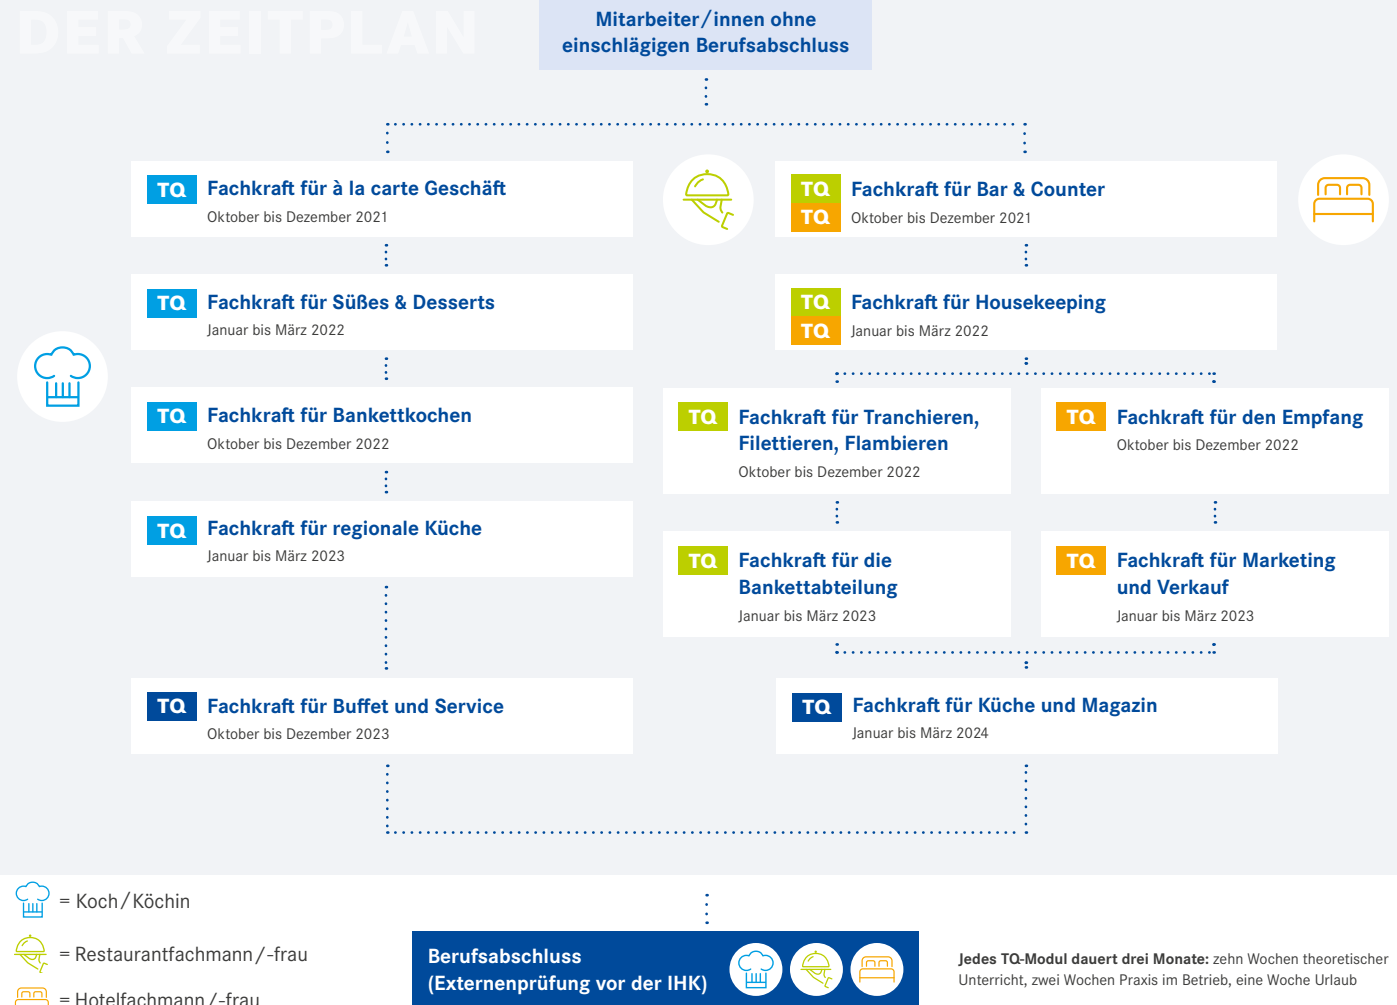 DER ZEITPLAN
Mitarbeiter/innen ohne
einschlägigen Berufsabschluss
TQ Fachkraft für à la carte Geschäft
Oktober bis Dezember 2021
TQ Fachkraft für Süßes & Desserts
Januar bis März 2022
TQ Fachkraft für Bankettkochen
Oktober bis Dezember 2022
TQ Fachkraft für regionale Küche
Januar bis März 2023
TQ Fachkraft für Buffet und Service
Oktober bis Dezember 2023
TQ Fachkraft für Bar & Counter
TQ Oktober bis Dezember 2021
TQ Fachkraft für Housekeeping
TQ Januar bis März 2022
TQ Fachkraft für Tranchieren,
Filettieren, Flambieren
Oktober bis Dezember 2022
TQ Fachkraft für die
Bankettabteilung
Januar bis März 2023
TQ Fachkraft für den Empfang
Oktober bis Dezember 2022
TQ Fachkraft für Marketing
und Verkauf
Januar bis März 2023
TQ Fachkraft für Küche und Magazin
Januar bis März 2024
= Koch/Köchin
= Restaurantfachmann/-frau
= Hotelfachmann/-frau
Berufsabschluss
(Externenprüfung vor der IHK)
Jedes TQ-Modul dauert drei Monate: zehn Wochen theoretischer
Unterricht, zwei Wochen Praxis im Betrieb, eine Woche Urlaub